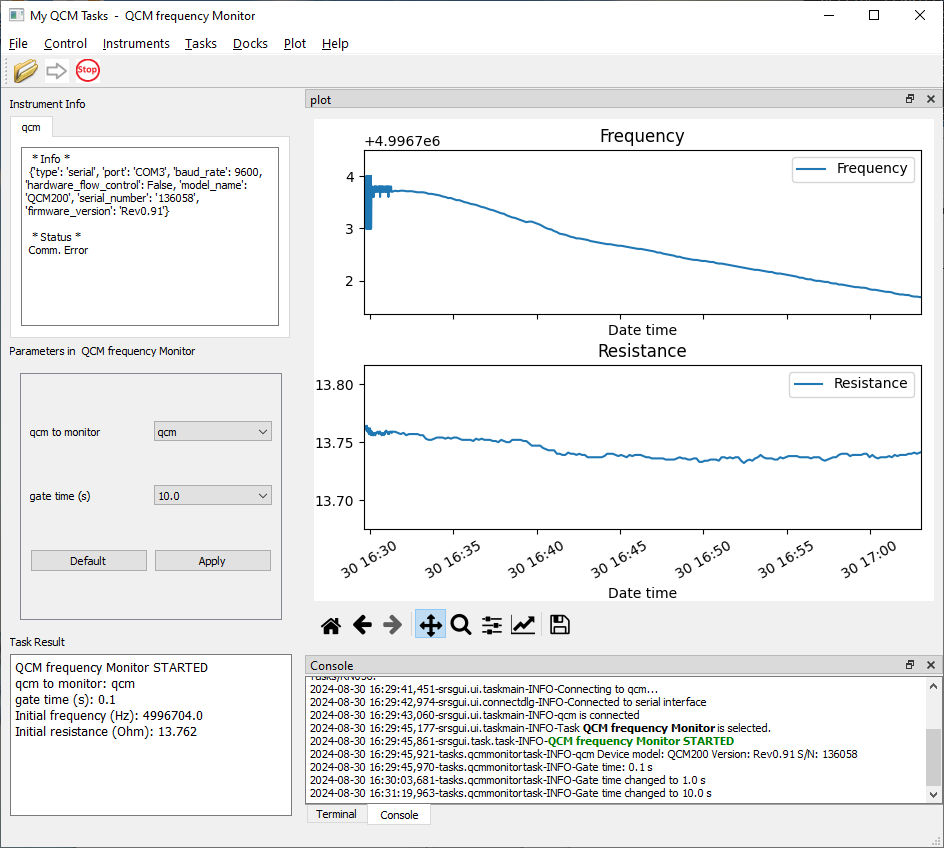 My QCM Tasks - QCM frequency Monitor
File Control Instruments Tasks Docks Plot Help
Stop
Instrument Info
qcm
* Info *
{'type': 'serial', 'port': 'COM3', 'baud_rate': 9600,
'hardware_flow_control': False, 'model_name':
'QCM200', 'serial_number': '136058',
'firmware_version': 'Rev0.91'}
* Status *
Comm. Error
Parameters in QCM frequency Monitor
qcm to monitor qcm
gate time (s) 10.0
Default Apply
Task Result
QCM frequency Monitor STARTED
qcm to monitor: qcm
gate time (s): 0.1
Initial frequency (Hz): 4996704.0
Initial resistance (Ohm): 13.762
plot
+4.9967e6
Frequency
Frequency
4
3
2
Date time
Resistance
Resistance
13.80
13.75
13.70
30 16:30 30 16:35 30 16:40 30 16:45 30 16:50 30 16:55 30 17:00
Date time
Console
2024-08-30 16:29:41,451-srsgui.ui.taskmain-INFO-Connecting to qcm...
2024-08-30 16:29:42,974-srsgui.ui.connectdlg-INFO-Connected to serial interface
2024-08-30 16:29:43,060-srsgui.ui.taskmain-INFO-qcm is connected
2024-08-30 16:29:45,177-srsgui.ui.taskmain-INFO-Task QCM frequency Monitor is selected.
2024-08-30 16:29:45,861-srsgui.task.task-INFO-QCM frequency Monitor STARTED
2024-08-30 16:29:45,921-tasks.qcmmonitortask-INFO-qcm Device model: QCM200 Version: Rev0.91 S/N: 136058
2024-08-30 16:29:45,970-tasks.qcmmonitortask-INFO-Gate time: 0.1 s
2024-08-30 16:30:03,681-tasks.qcmmonitortask-INFO-Gate time changed to 1.0 s
2024-08-30 16:31:19,963-tasks.qcmmonitortask-INFO-Gate time changed to 10.0 s
Terminal Console